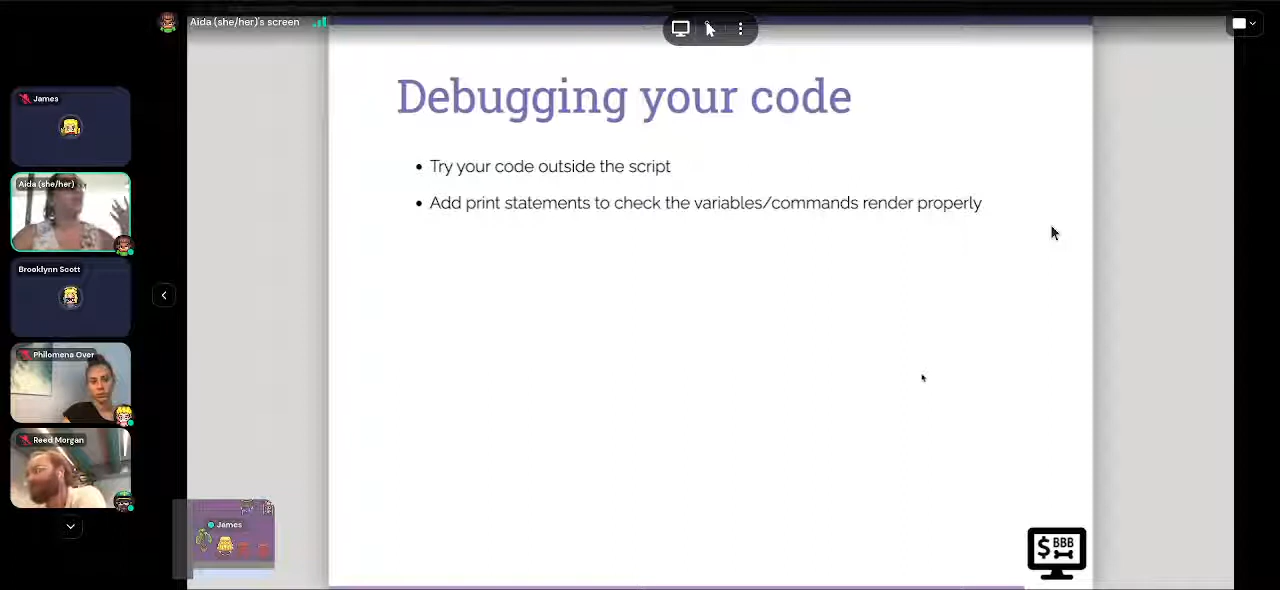 Aida (she/her)'s screen
James
Aida (she/her)
Brooklynn Scott
Philomena Over
Reed Morgan
James
Debugging your code
• Try your code outside the script
• Add print statements to check the variables/commands render properly
$ BBB